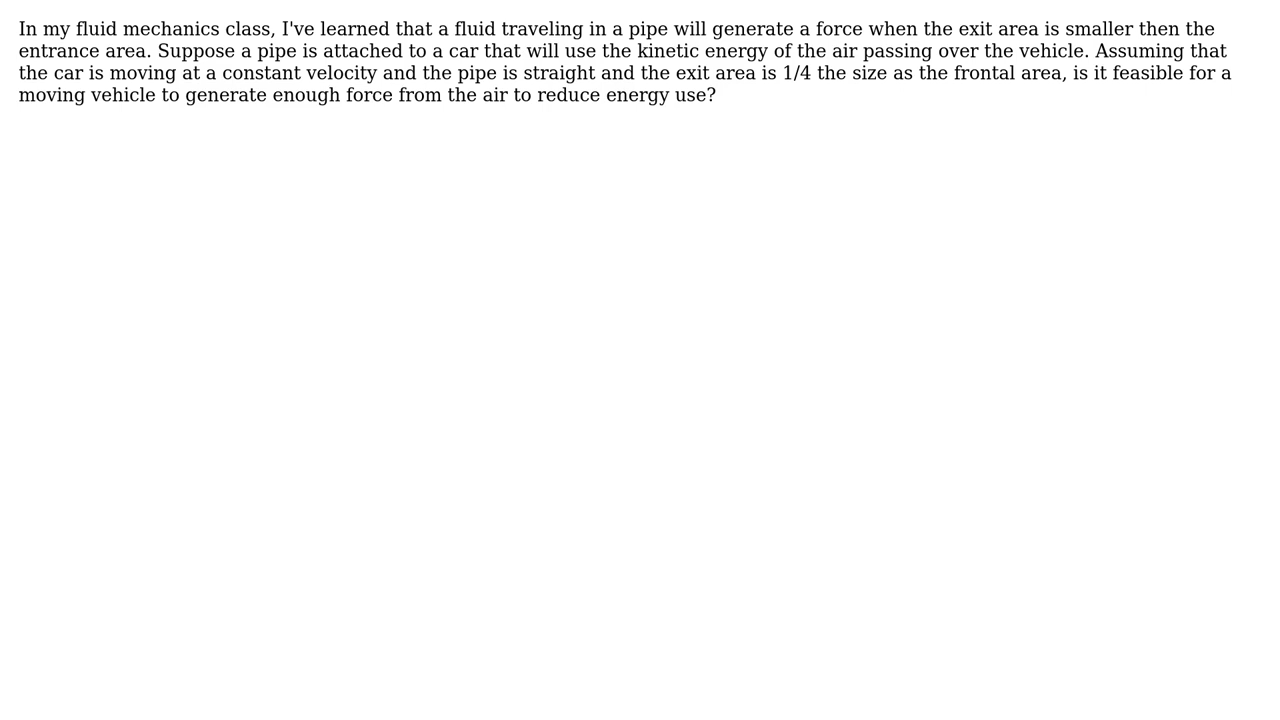 In my fluid mechanics class, I've learned that a fluid traveling in a pipe will generate a force when the exit area is smaller then the
entrance area. Suppose a pipe is attached to a car that will use the kinetic energy of the air passing over the vehicle. Assuming that
the car is moving at a constant velocity and the pipe is straight and the exit area is 1/4 the size as the frontal area, is it feasible for a
moving vehicle to generate enough force from the air to reduce energy use?